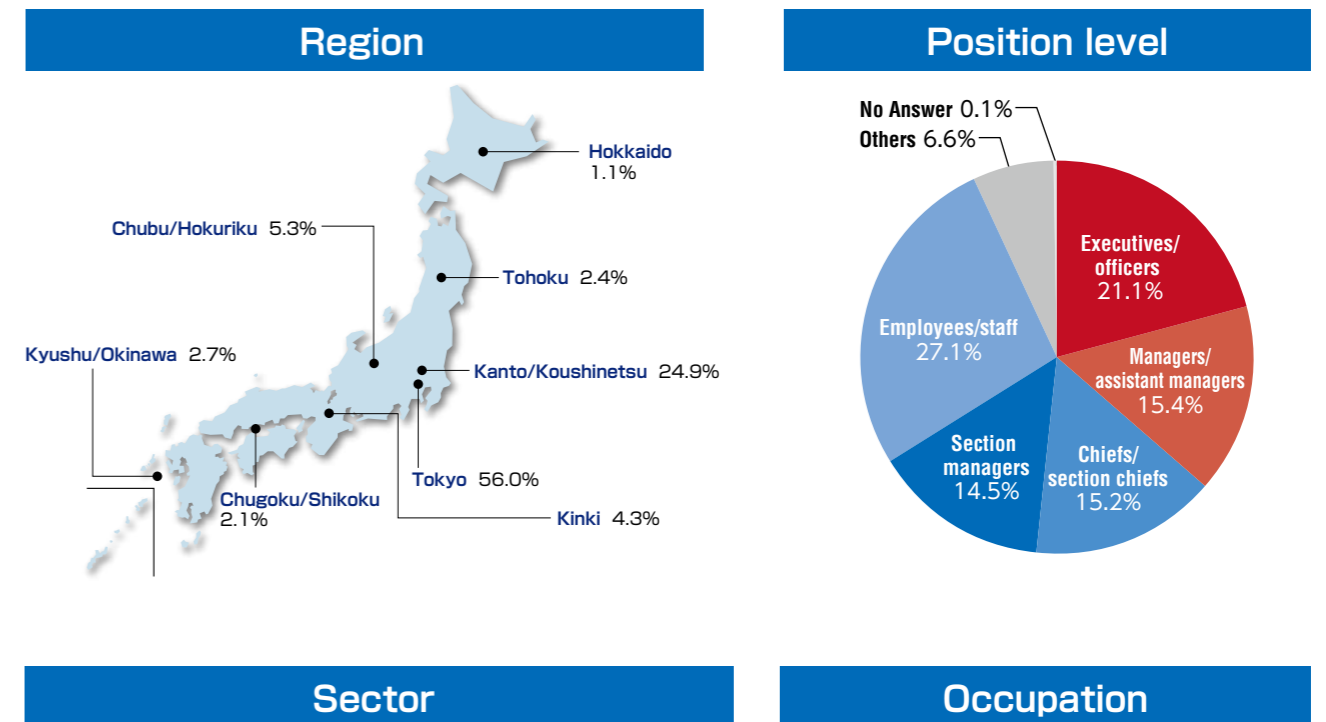 Region
Hokkaido
1.1%
Chubu/Hokuriku 5.3%
Tohoku 2.4%
Kyushu/Okinawa 2.7%
Kanto/Koushinetsu 24.9%
Tokyo 56.0%
Chugoku/Shikoku
2.1%
Kinki 4.3%
Position level
No Answer 0.1%
Others 6.6%
Executives/
officers
21.1%
Employees/staff
27.1%
Managers/
assistant managers
15.4%
Section
managers
14.5%
Chiefs/
section chiefs
15.2%
Sector
Occupation